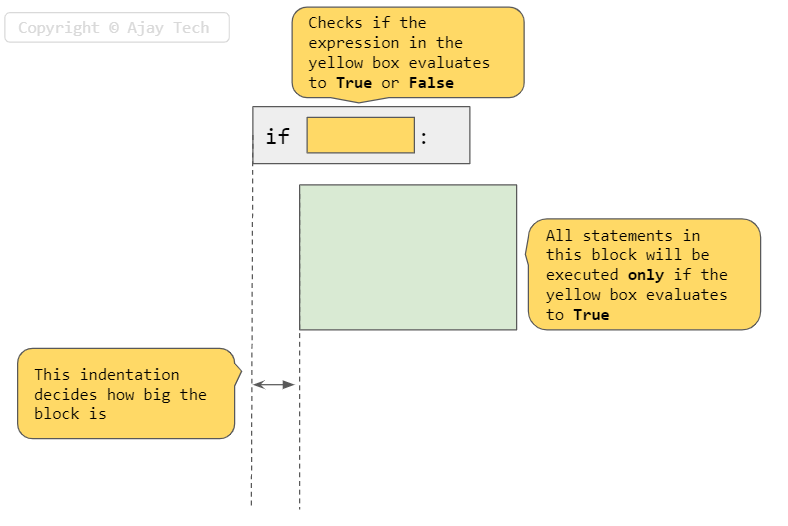 Copyright © Ajay Tech
Checks if the
expression in the
yellow box evaluates
to True or False
if :
All statements in
this block will be
executed only if the
yellow box evaluates
to True
This indentation
decides how big the
block is